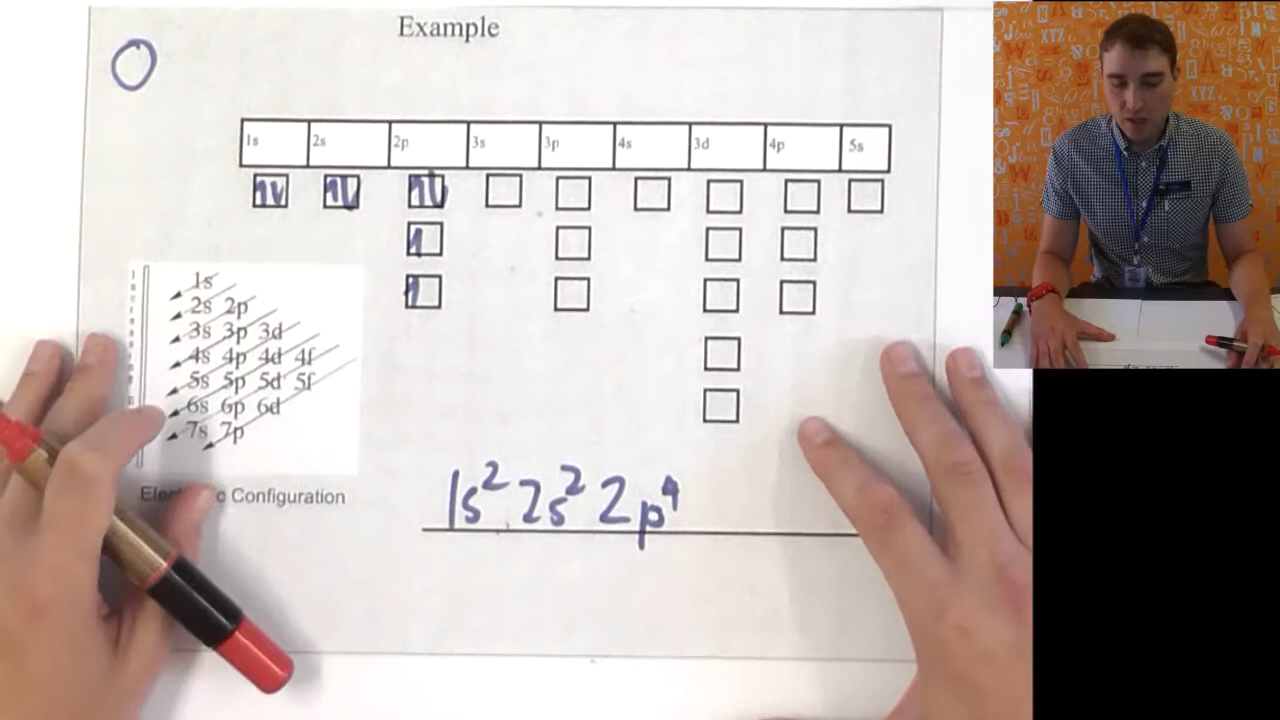 Example
O
1s 2s 2p 3s 3p 4s 3d 4p 5s
1s
2s 2p
3s 3p 3d
4s 4p 4d 4f
5s 5p 5d 5f
6s 6p 6d
7s 7p
Configuration
1s² 2s² 2p⁴